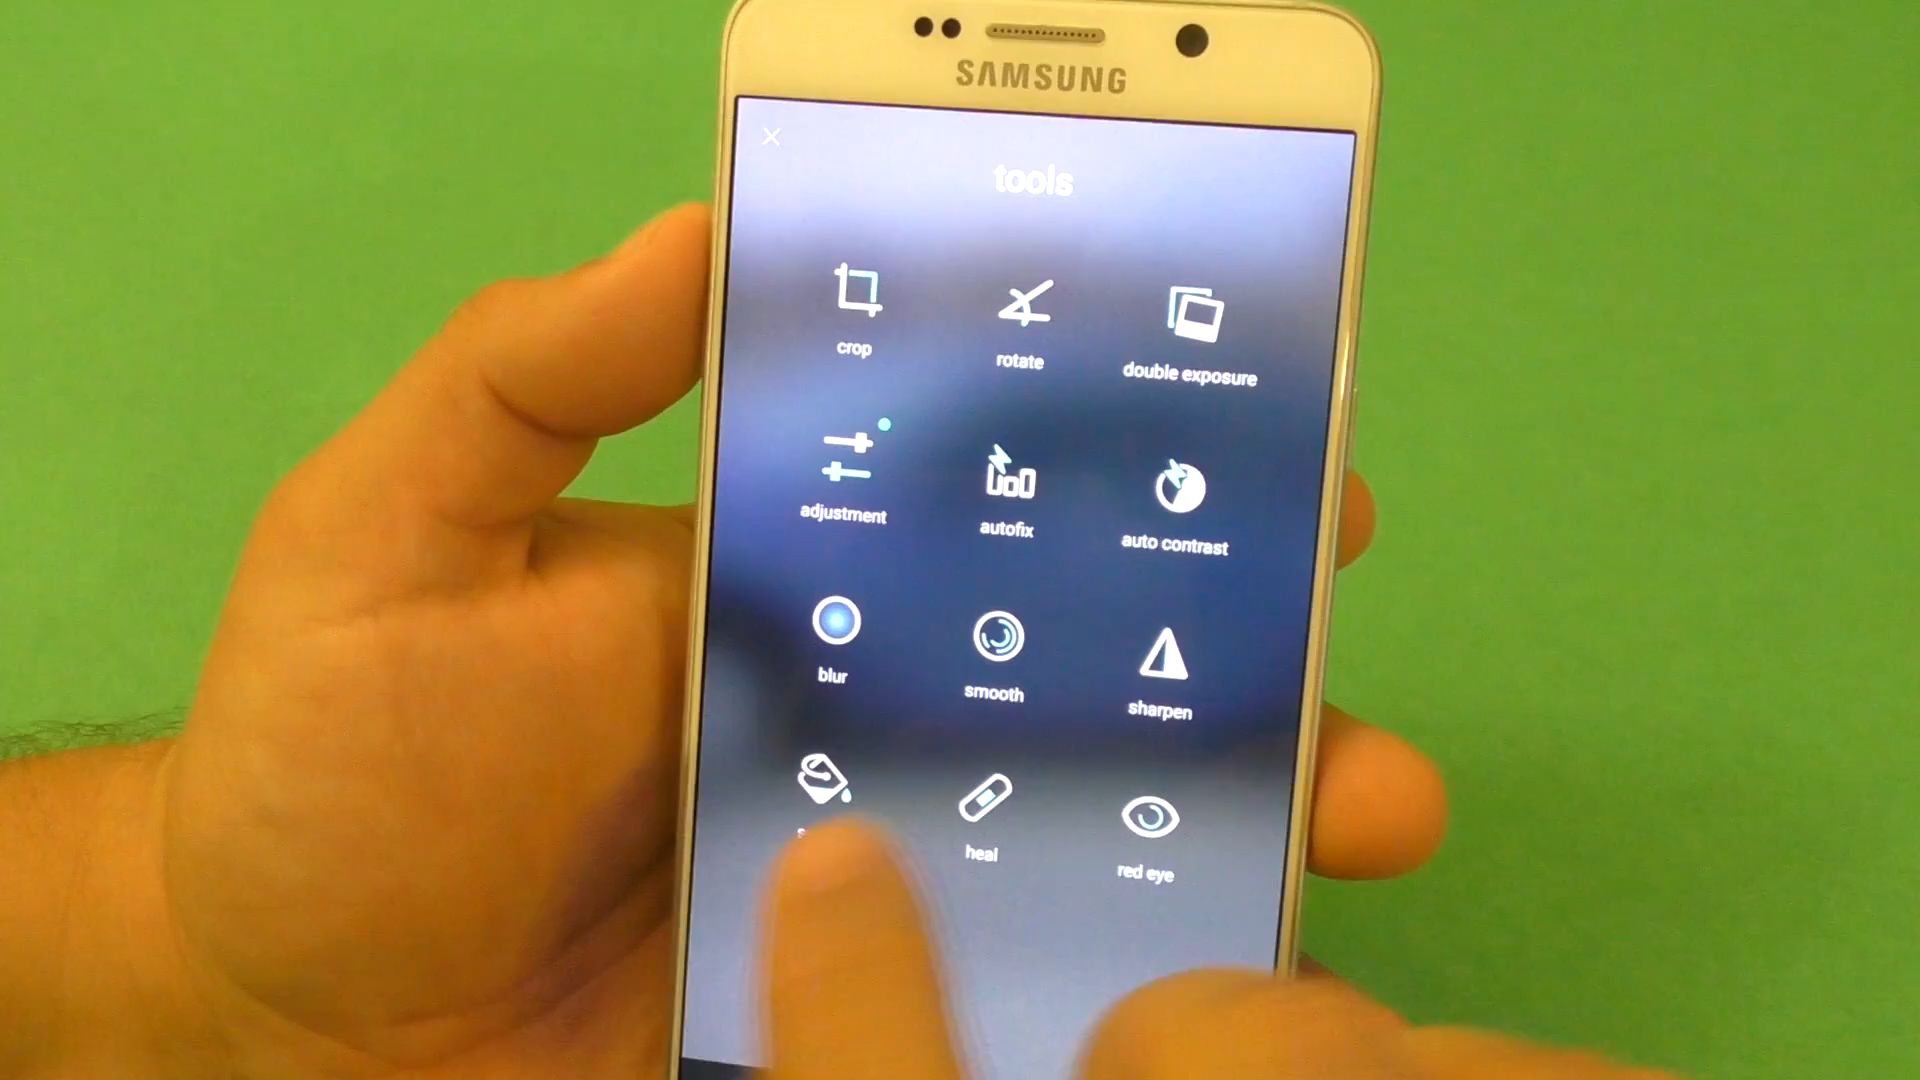 SAMSUNG
tools
crop
rotate
double exposure
adjustment
autofix
auto contrast
blur
smooth
sharpen
heal
red eye